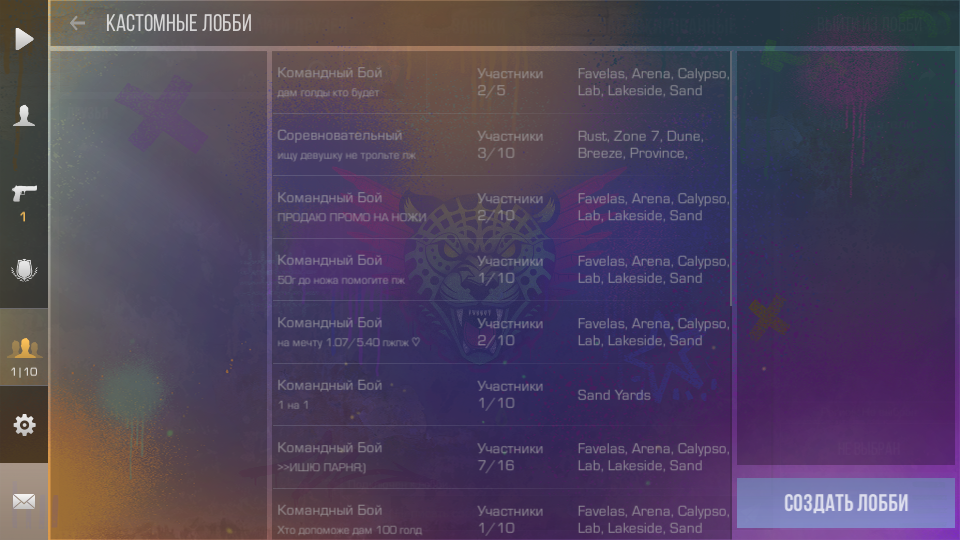 КАСТОМНЫЕ ЛОББИ
Командный Бой
дам голды кто будет
Участники
2/5
Favelas, Arena, Calypso,
Lab, Lakeside, Sand
Соревновательный
ищу девушку не трольте пж
Участники
3/10
Rust, Zone 7, Dune,
Breeze, Province,
Командный Бой
ПРОДАЮ ПРОМО НА НОЖИ
Участники
2/10
Favelas, Arena, Calypso,
Lab, Lakeside, Sand
Командный Бой
50г до ножа помогите пж
Участники
1/10
Favelas, Arena, Calypso,
Lab, Lakeside, Sand
Командный Бой
на мечту 1.07/5.40 пжпж ♡
Участники
2/10
Favelas, Arena, Calypso,
Lab, Lakeside, Sand
Командный Бой
1 на 1
Участники
1/10
Sand Yards
Командный Бой
>>ИШЮ ПАРНЯ:)
Участники
7/16
Favelas, Arena, Calypso,
Lab, Lakeside, Sand
Командный Бой
Хто допоможе дам 100 голд
Участники
1/10
Favelas, Arena, Calypso,
Lab, Lakeside, Sand
1
1|10
СОЗДАТЬ ЛОББИ